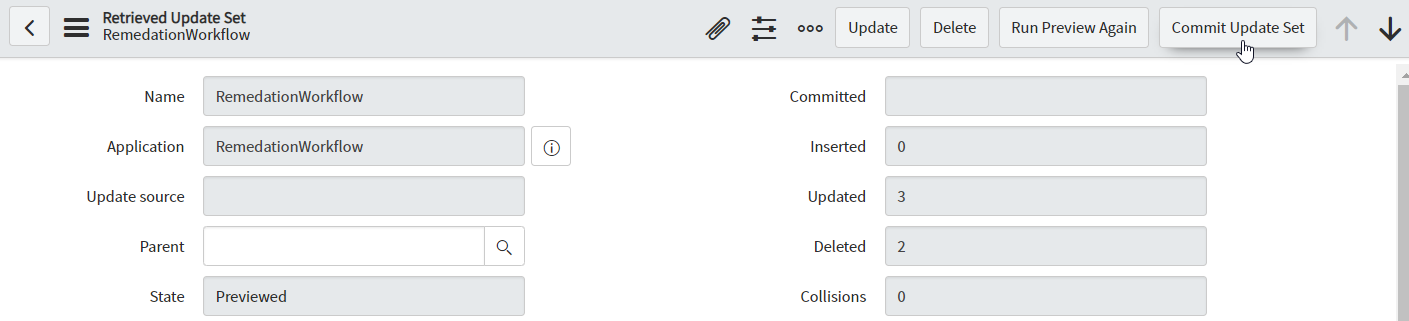 Retrieved Update Set
RemedationWorkflow
Update
Delete
Run Preview Again
Commit Update Set
Name
RemedationWorkflow
Committed
Application
RemedationWorkflow
Inserted
0
Update source
Updated
3
Parent
Deleted
2
State
Previewed
Collisions
0